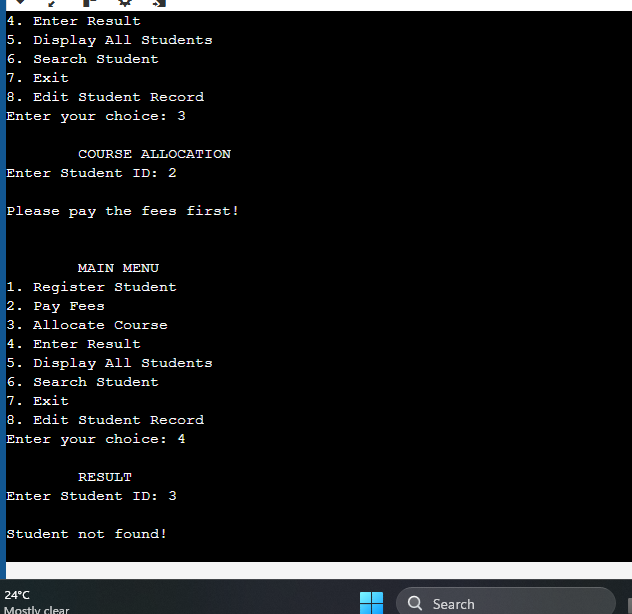 4. Enter Result
5. Display All Students
6. Search Student
7. Exit
8. Edit Student Record
Enter your choice: 3
COURSE ALLOCATION
Enter Student ID: 2
Please pay the fees first!
MAIN MENU
1. Register Student
2. Pay Fees
3. Allocate Course
4. Enter Result
5. Display All Students
6. Search Student
7. Exit
8. Edit Student Record
Enter your choice: 4
RESULT
Enter Student ID: 3
Student not found!
24°C
Mostly clear
Search